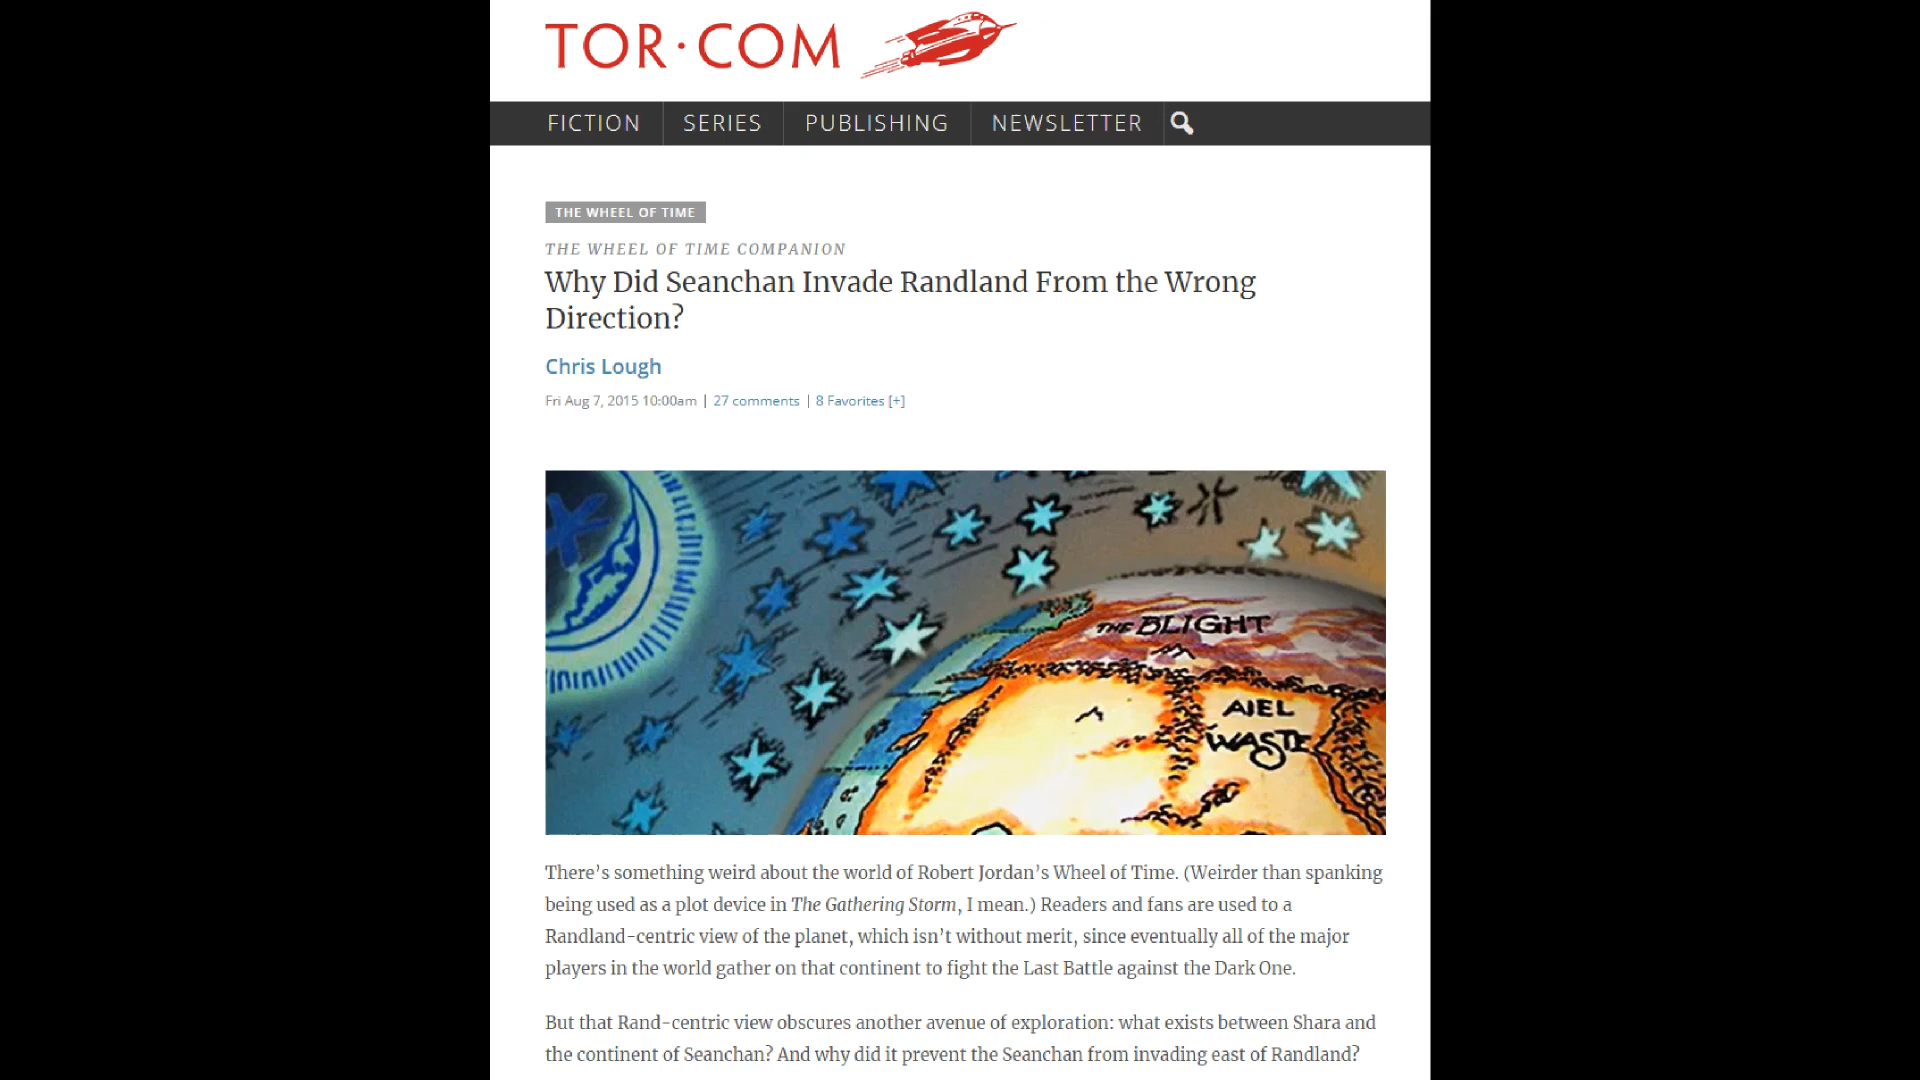 TOR·COM
FICTION SERIES PUBLISHING NEWSLETTER
THE WHEEL OF TIME
THE WHEEL OF TIME COMPANION
Why Did Seanchan Invade Randland From the Wrong
Direction?
Chris Lough
Fri Aug 7, 2015 10:00am | 27 comments | 8 Favorites [+]
THE BLIGHT
AIEL
WASTE
There’s something weird about the world of Robert Jordan’s Wheel of Time. (Weirder than spanking
being used as a plot device in The Gathering Storm, I mean.) Readers and fans are used to a
Randland-centric view of the planet, which isn’t without merit, since eventually all of the major
players in the world gather on that continent to fight the Last Battle against the Dark One.
But that Rand-centric view obscures another avenue of exploration: what exists between Shara and
the continent of Seanchan? And why did it prevent the Seanchan from invading east of Randland?